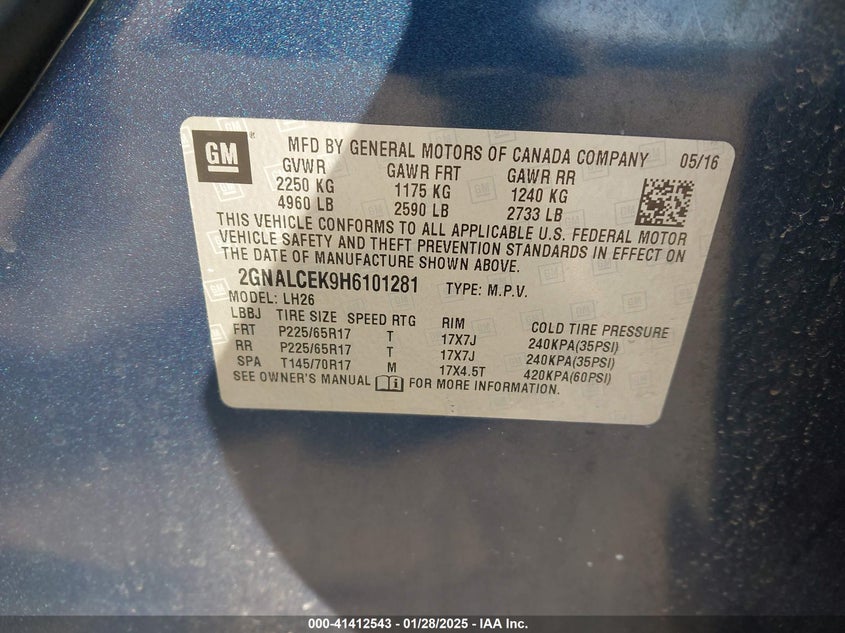 GM
MFD BY GENERAL MOTORS OF CANADA COMPANY 05/16
GVWR GAWR FRT GAWR RR
2250 KG 1175 KG 1240 KG
4960 LB 2590 LB 2733 LB
THIS VEHICLE CONFORMS TO ALL APPLICABLE U.S. FEDERAL MOTOR
VEHICLE SAFETY AND THEFT PREVENTION STANDARDS IN EFFECT ON
THE DATE OF MANUFACTURE SHOWN ABOVE.
2GNALCEK9H6101281 TYPE: M.P.V.
MODEL: LH26
LBBJ TIRE SIZE SPEED RTG RIM COLD TIRE PRESSURE
FRT P225/65R17 T 17X7J 240KPA(35PSI)
RR P225/65R17 T 17X7J 240KPA(35PSI)
SPA T145/70R17 M 17X4.5T 420KPA(60PSI)
SEE OWNER'S MANUAL FOR MORE INFORMATION.
000-41412543 - 01/28/2025 - IAA Inc.